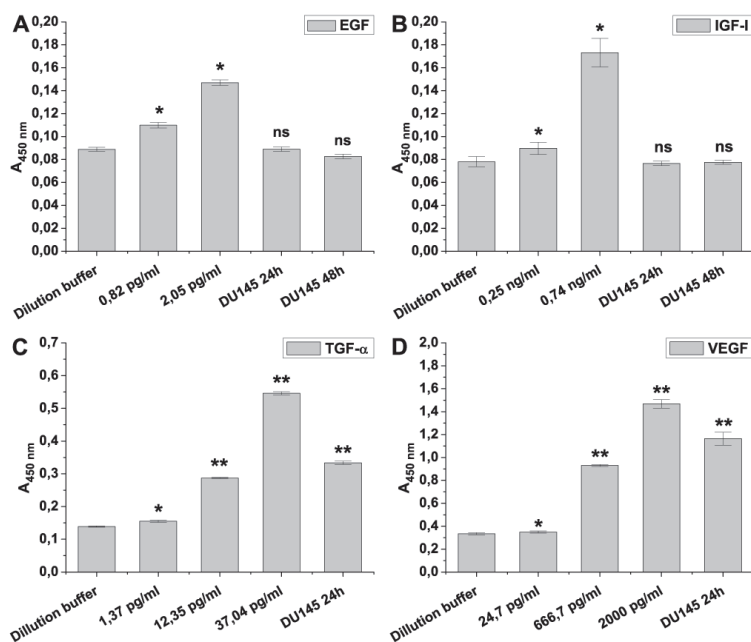 A
EGF
0,20
0,18
0,16
0,14
0,12
0,10
0,08
0,06
0,04
0,02
0,00
A450 nm
*
*
ns
ns
Dilution buffer
0,82 pg/ml
2,05 pg/ml
DU145 24h
DU145 48h
B
IGF-I
0,20
0,18
0,16
0,14
0,12
0,10
0,08
0,06
0,04
0,02
0,00
A450 nm
*
*
ns
ns
Dilution buffer
0,25 ng/ml
0,74 ng/ml
DU145 24h
DU145 48h
C
TGF-α
0,7
0,6
0,5
0,4
0,3
0,2
0,1
0,0
A450 nm
*
**
**
**
Dillution buffer
1,37 pg/ml
12,35 pg/ml
37,04 pg/ml
DU145 24h
D
VEGF
2,0
1,8
1,6
1,4
1,2
1,0
0,8
0,6
0,4
0,2
0,0
A450 nm
*
**
**
**
Dillution buffer
24,7 pg/ml
666,7 pg/ml
2000 pg/ml
DU145 24h